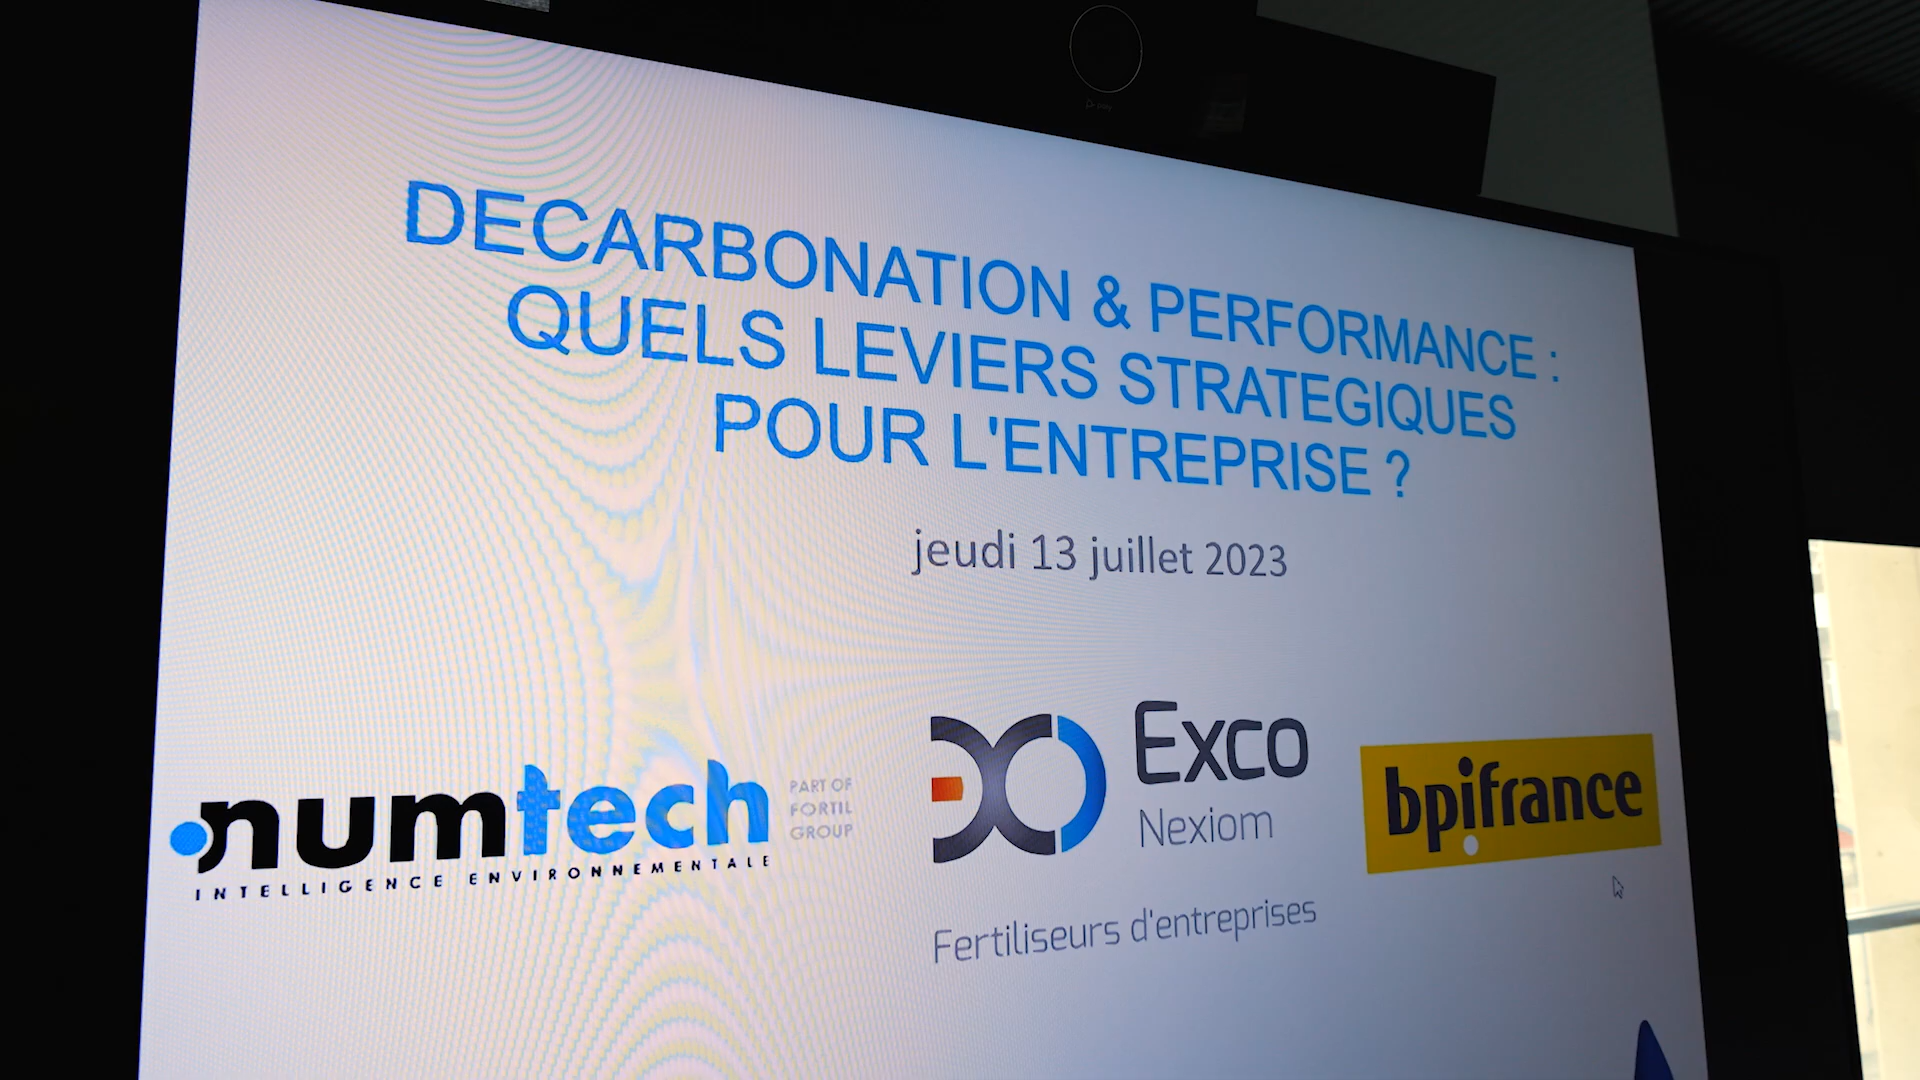 DECARBONATION & PERFORMANCE :
QUELS LEVIERS STRATEGIQUES
POUR L'ENTREPRISE ?
jeudi 13 juillet 2023
numtech
INTELLIGENCE ENVIRONNEMENTALE
PART OF
FORTIL
GROUP
Exco
Nexiom
Fertiliseurs d'entreprises
bpifrance